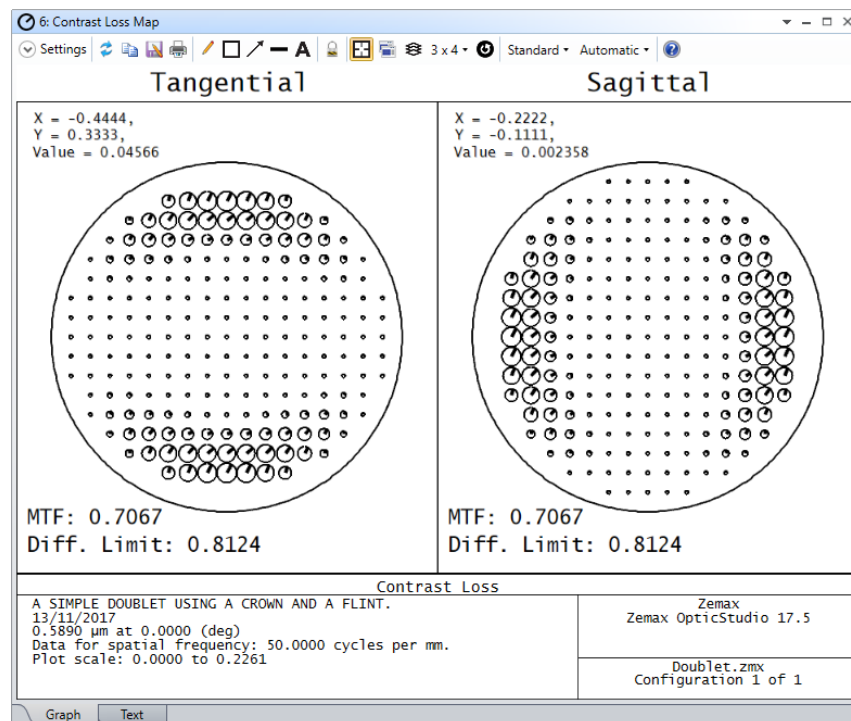 6: Contrast Loss Map
Settings
A
3 x 4
Standard
Automatic
Tangential
Sagittal
X = -0.4444,
Y = 0.3333,
Value = 0.04566
X = -0.2222,
Y = -0.1111,
Value = 0.002358
MTF: 0.7067
Diff. Limit: 0.8124
MTF: 0.7067
Diff. Limit: 0.8124
Contrast Loss
A SIMPLE DOUBLET USING A CROWN AND A FLINT.
13/11/2017
0.5890 µm at 0.0000 (deg)
Data for spatial frequency: 50.0000 cycles per mm.
Plot scale: 0.0000 to 0.2261
Zemax
Zemax OpticStudio 17.5
Doublet.zmx
Configuration 1 of 1
Graph
Text